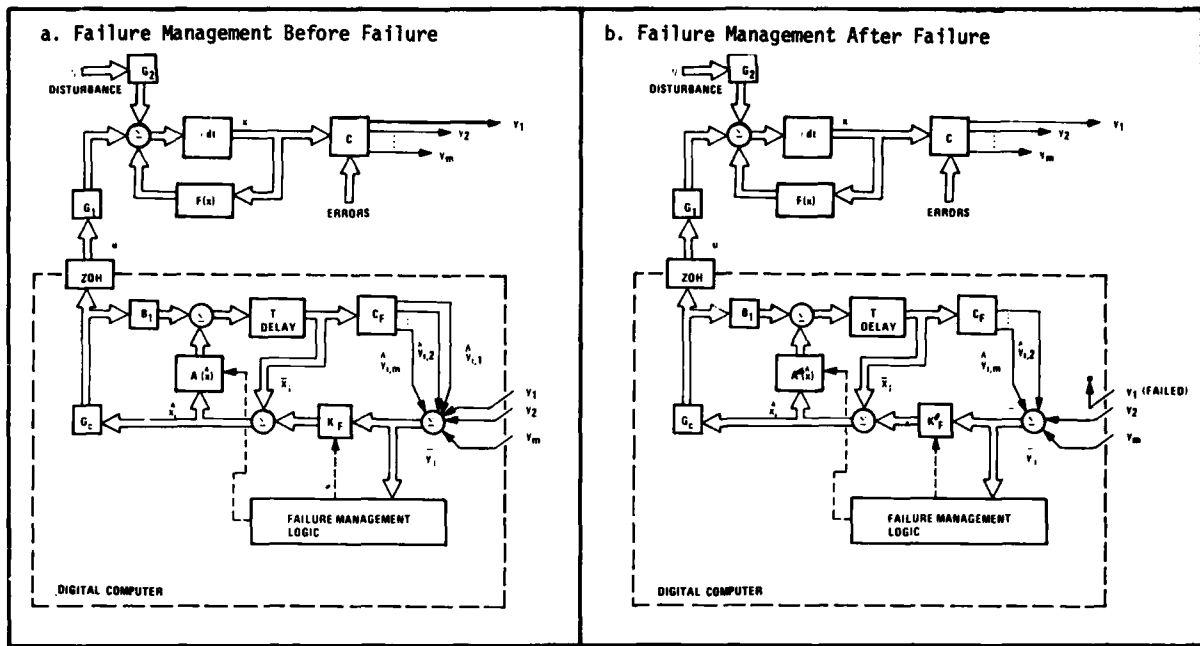 a. Failure Management Before Failure
G2
DISTURBANCE
Σ
dt
x
C
Y1
Y2
Ym
F(x)
ERRORS
G1
u
ZOH
B1
Σ
T
DELAY
CF
ŷi,m
ŷi,2
ŷi,1
A(x̂)
x̄i
x̂i
Gc
Σ
KF
Σ
Y1
Y2
Ym
ȳi
FAILURE MANAGEMENT
LOGIC
DIGITAL COMPUTER
b. Failure Management After Failure
G2
DISTURBANCE
Σ
dt
x
C
Y1
Y2
Ym
F(x)
ERRORS
G1
u
ZOH
B1
Σ
T
DELAY
CF
ŷi,m
ŷi,2
x̄i
x̂i
Gc
Σ
Σ
Y1 (FAILED)
Y2
Ym
ȳi
FAILURE MANAGEMENT
LOGIC
DIGITAL COMPUTER